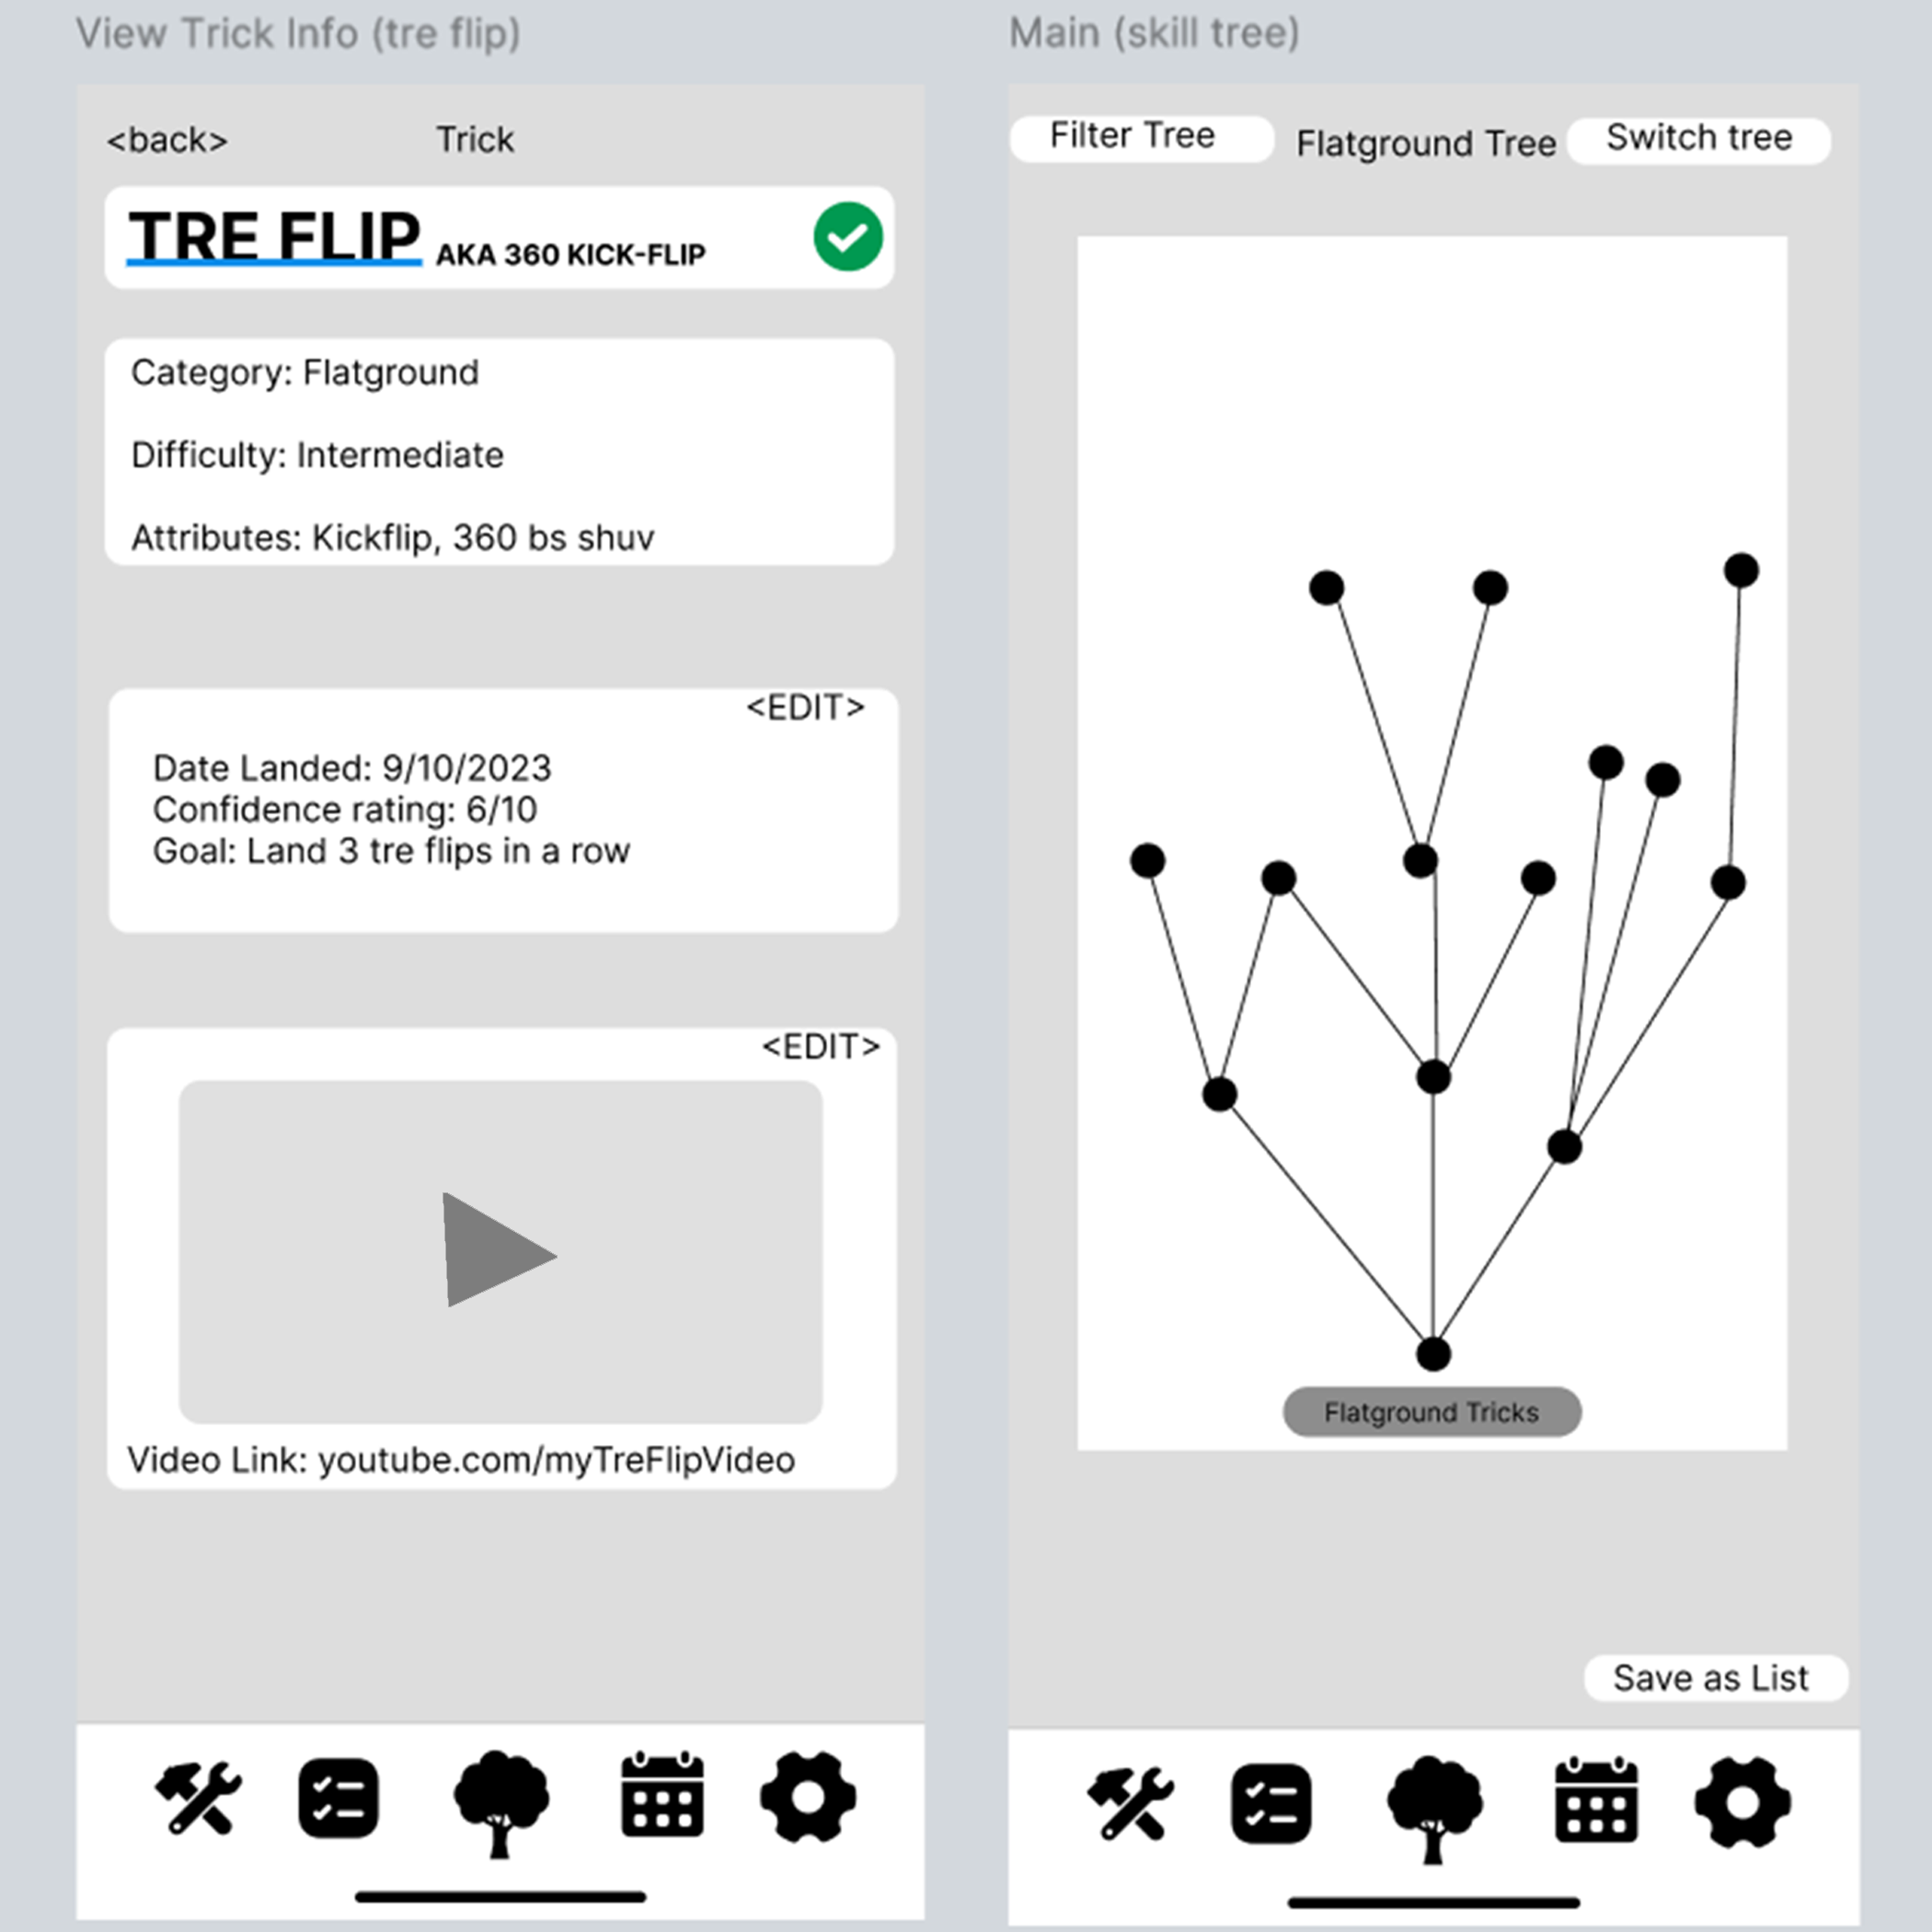 View Trick Info (tre flip)
<back>
Trick
TRE FLIP AKA 360 KICK-FLIP
Category: Flatground
Difficulty: Intermediate
Attributes: Kickflip, 360 bs shuv
<EDIT>
Date Landed: 9/10/2023
Confidence rating: 6/10
Goal: Land 3 tre flips in a row
<EDIT>
Video Link: youtube.com/myTreFlipVideo
Main (skill tree)
Filter Tree
Flatground Tree
Switch tree
Flatground Tricks
Save as List